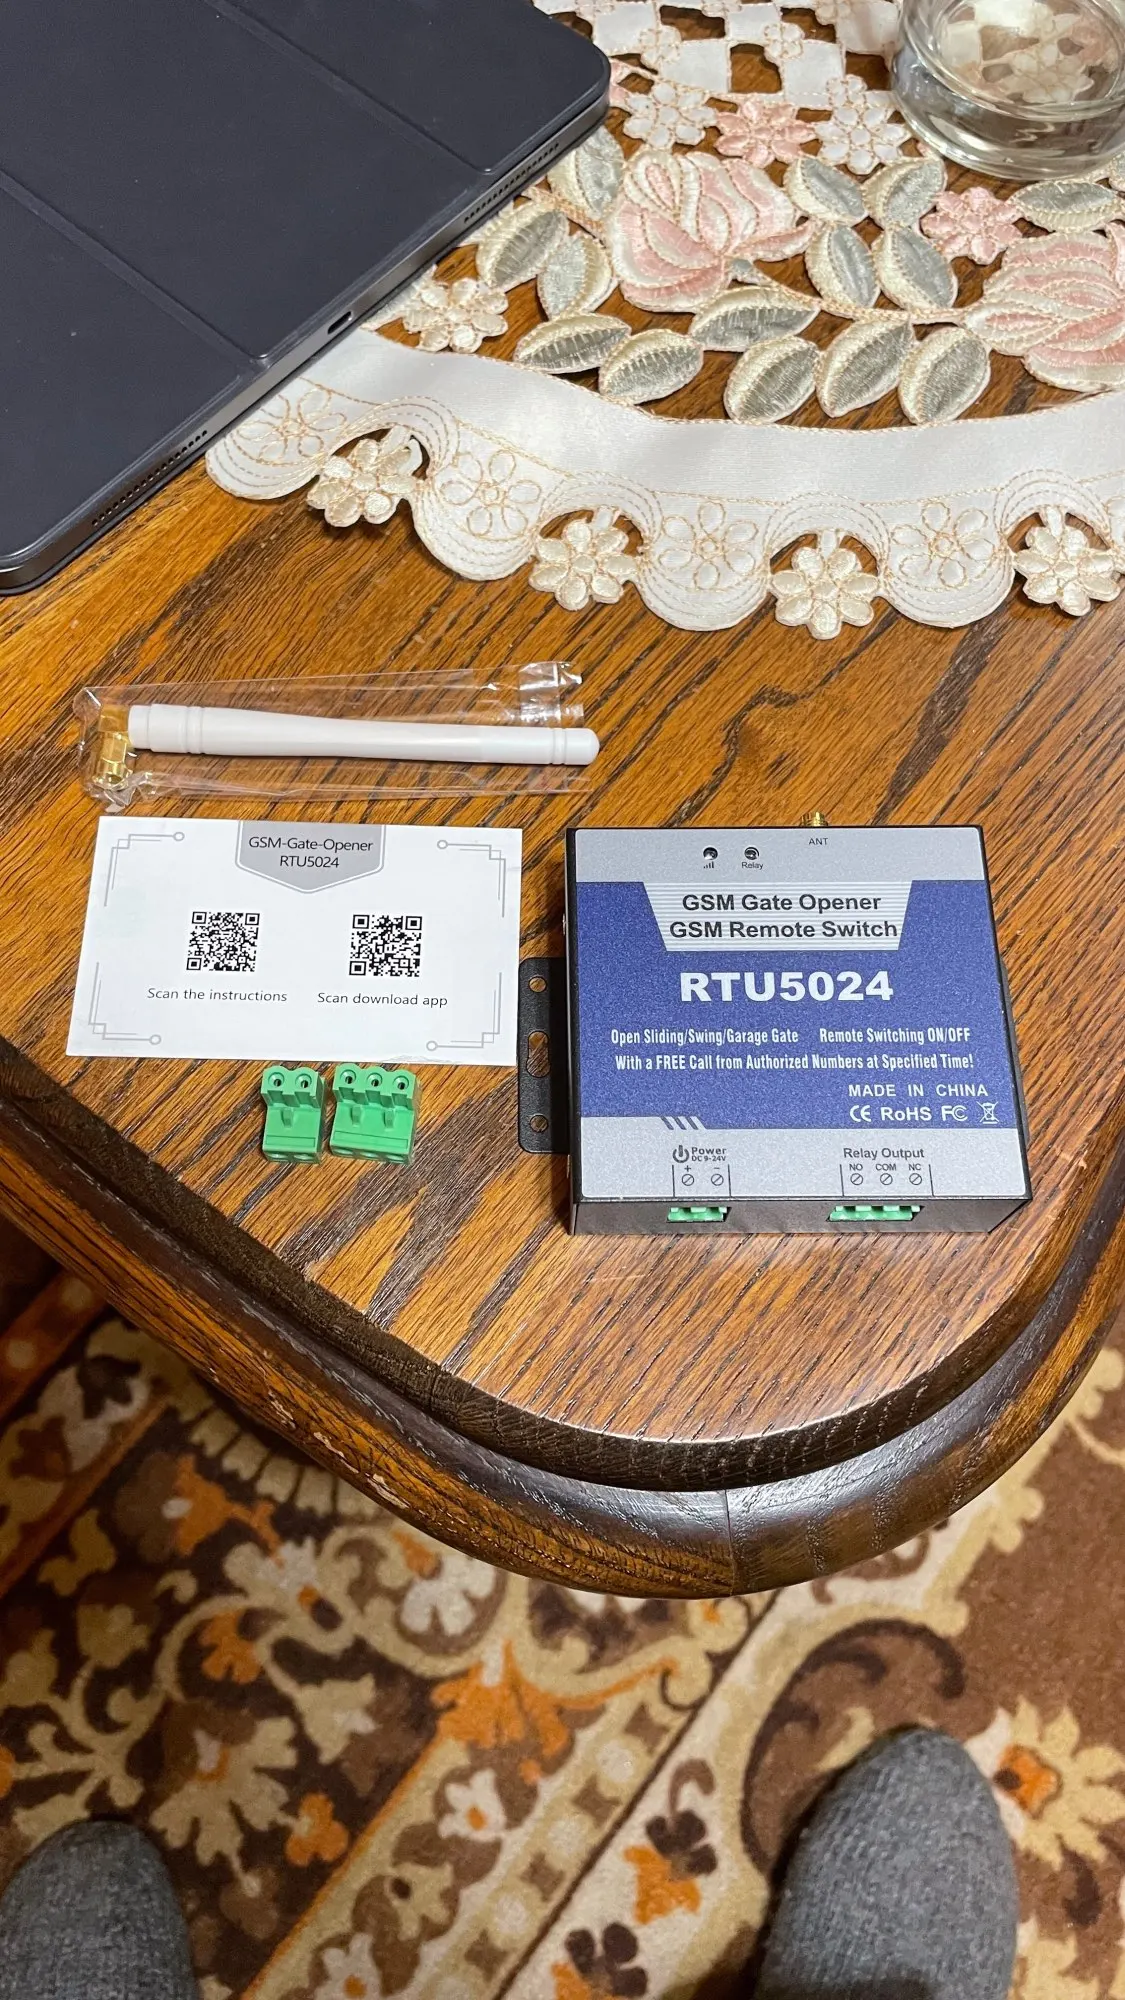 GSM-Gate-Opener
RTU5024
Scan the instructions
Scan download app
ANT
Relay
GSM Gate Opener
GSM Remote Switch
RTU5024
Open Sliding/Swing/Garage Gate Remote Switching ON/OFF
With a FREE Call from Authorized Numbers at Specified Time!
MADE IN CHINA
CE RoHS FC
Power
DC 9-24V
+ −
Relay Output
NO COM NC